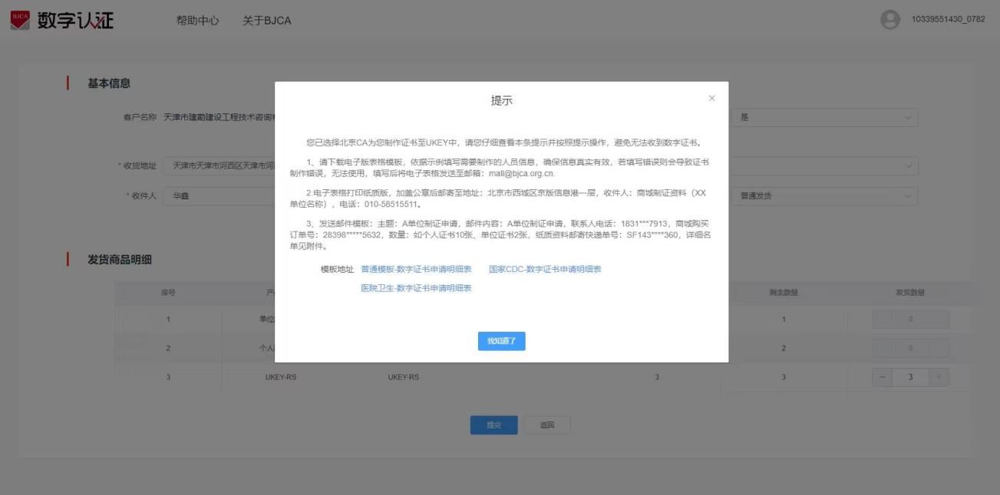 BJCA 数字认证 帮助中心 关于BJCA 10339551430_0782
基本信息
提示
客户名称 天津市建勘建设工程技术咨询 是
您已选择北京CA为您制作证书至UKEY中，请您仔细查看本条提示并按照提示操作，避免无法收到数字证书。
* 收货地址 天津市天津市河西区天津市河
1、请下载电子版表格模板，依据示例填写需要制作的人员信息，确保信息真实有效，若填写错误则会导致证书
制作错误，无法使用，填写后将电子表格发送至邮箱：mall@bjca.org.cn.
* 收件人 华鑫 普通发货
2.电子表格打印纸质版，加盖公章后邮寄至地址：北京市西城区京版信息港一层，收件人：商城制证资料（XX
单位名称），电话：010-58515511。
3、发送邮件模板：主题：A单位制证申请，邮件内容：A单位制证申请，联系人电话：1831***7913，商城购买
订单号：28398*****5632，数量：如个人证书10张、单位证书2张，纸质资料邮寄快递单号：SF143****360，详细名
单见附件。
发货商品明细
模板地址 普通模板-数字证书申请明细表 国家CDC-数字证书申请明细表
医院卫生-数字证书申请明细表
序号 产 剩余数量 发货数量
1 单位 1 0
我知道了
2 个人 2 0
3 UKEY-RS UKEY-RS 3 3 − 3 +
提交 返回